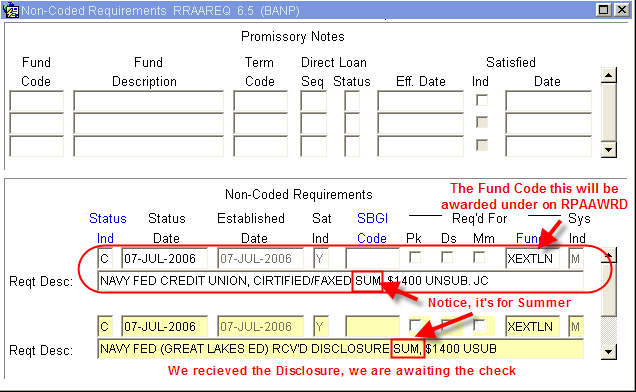 Non-Coded Requirements RRAAREQ 6.5 (BANP)
Promissory Notes
Fund Fund Term Direct Loan Satisfied
Code Description Code Seq Status Eff. Date Ind Date
The Fund Code this will be
awarded under on RPAAWRD
Non-Coded Requirements
Status Status Established Sat SBGI Req'd For Sys
Ind Date Date Ind Code Pk Ds Mm Fund Ind
C 07-JUL-2006 07-JUL-2006 Y XEXTLN M
Reqt Desc: NAVY FED CREDIT UNION, CIRTIFIED/FAXED SUM, $1400 UNSUB. JC
Notice, it's for Summer
C 07-JUL-2006 07-JUL-2006 Y XEXTLN M
Reqt Desc: NAVY FED (GREAT LAKES ED) RCV'D DISCLOSURE SUM, $1400 USUB
We recieved the Disclosure, we are awaiting the check